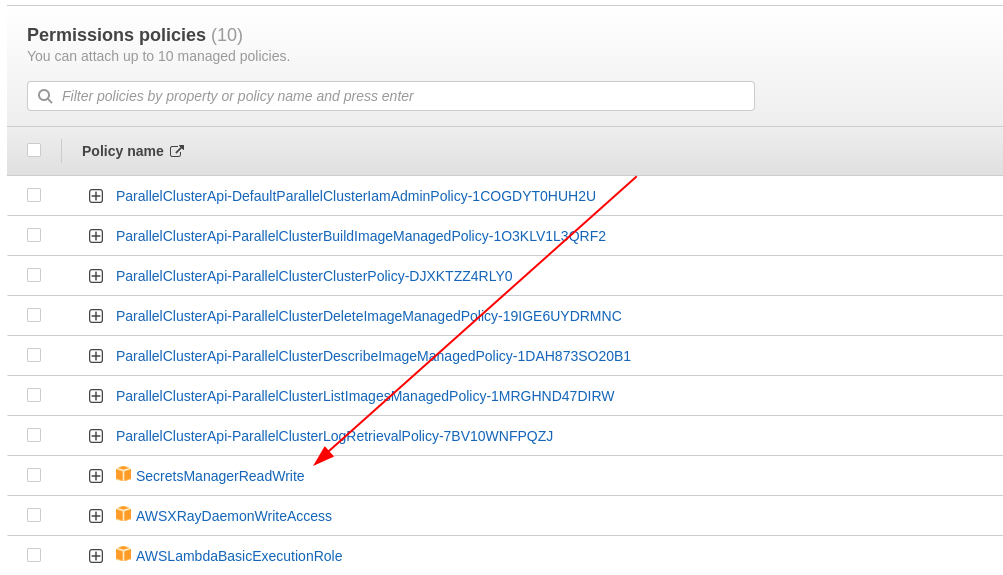 Permissions policies (10)
You can attach up to 10 managed policies.
Filter policies by property or policy name and press enter
Policy name
ParallelClusterApi-DefaultParallelClusterIamAdminPolicy-1COGDYT0HUH2U
ParallelClusterApi-ParallelClusterBuildImageManagedPolicy-1O3KLV1L3QRF2
ParallelClusterApi-ParallelClusterClusterPolicy-DJXKTZZ4RLY0
ParallelClusterApi-ParallelClusterDeleteImageManagedPolicy-19IGE6UYDRMNC
ParallelClusterApi-ParallelClusterDescribeImageManagedPolicy-1DAH873SO20B1
ParallelClusterApi-ParallelClusterListImagesManagedPolicy-1MRGHND47DIRW
ParallelClusterApi-ParallelClusterLogRetrievalPolicy-7BV10WNFPQZJ
SecretsManagerReadWrite
AWSXRayDaemonWriteAccess
AWSLambdaBasicExecutionRole